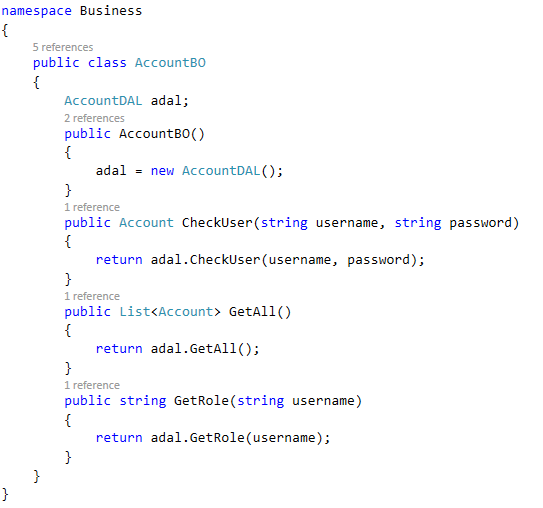 namespace Business
{
5 references
public class AccountBO
{
AccountDAL adal;
2 references
public AccountBO()
{
adal = new AccountDAL();
}
1 reference
public Account CheckUser(string username, string password)
{
return adal.CheckUser(username, password);
}
1 reference
public List<Account> GetAll()
{
return adal.GetAll();
}
1 reference
public string GetRole(string username)
{
return adal.GetRole(username);
}
}
}